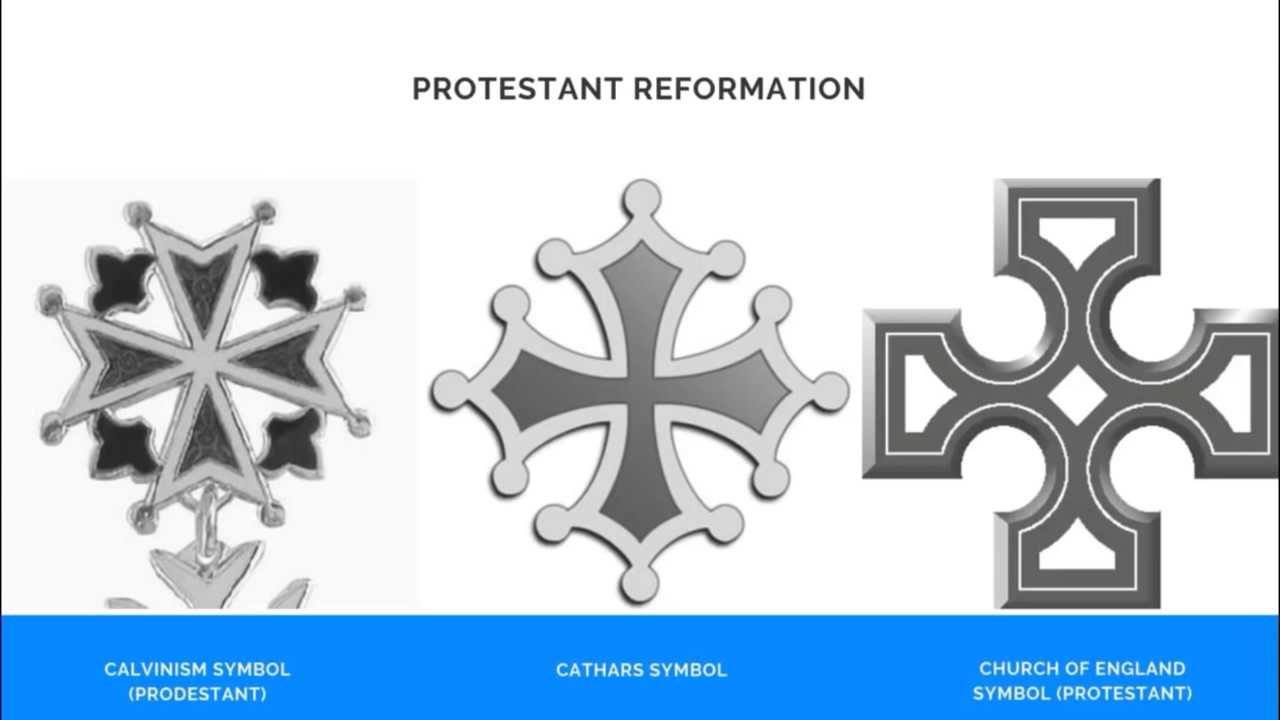 PROTESTANT REFORMATION
CALVINISM SYMBOL
(PRODESTANT)
CATHARS SYMBOL
CHURCH OF ENGLAND
SYMBOL (PROTESTANT)